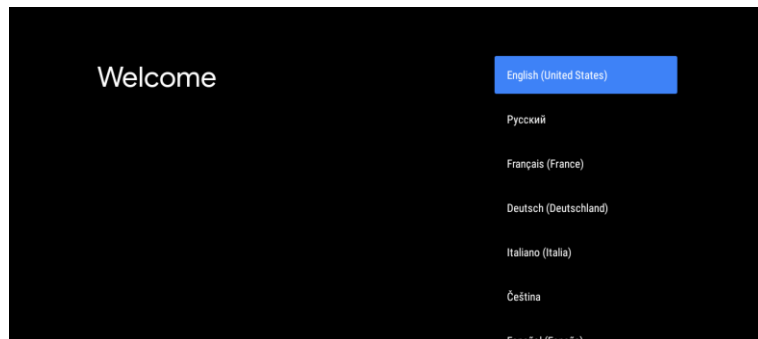 Welcome
English (United States)
Русский
Français (France)
Deutsch (Deutschland)
Italiano (Italia)
Čeština